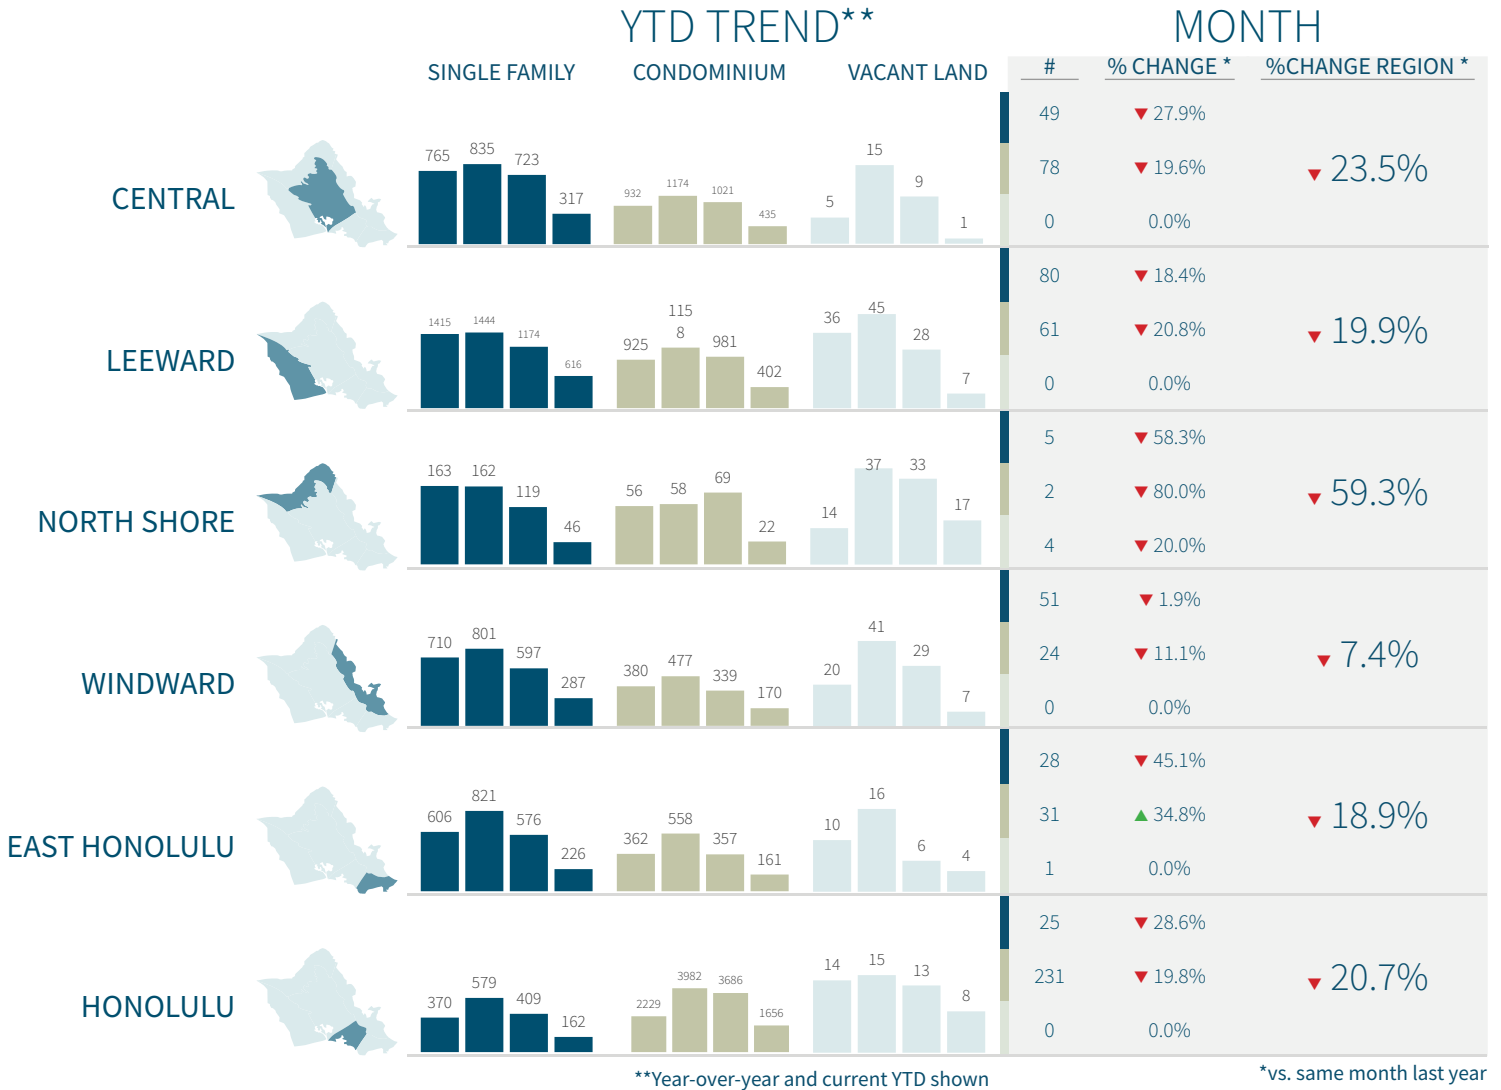 YTD TREND** MONTH
SINGLE FAMILY CONDOMINIUM VACANT LAND # % CHANGE * %CHANGE REGION *
CENTRAL
765 835 723 317
932 1174 1021 435
5 15 9 1
49 ▼ 27.9%
78 ▼ 19.6%
0 0.0%
▼ 23.5%
LEEWARD
1415 1444 1174 616
925 115
8 981 402
36 45 28 7
80 ▼ 18.4%
61 ▼ 20.8%
0 0.0%
▼ 19.9%
NORTH SHORE
163 162 119 46
56 58 69 22
14 37 33 17
5 ▼ 58.3%
2 ▼ 80.0%
4 ▼ 20.0%
▼ 59.3%
WINDWARD
710 801 597 287
380 477 339 170
20 41 29 7
51 ▼ 1.9%
24 ▼ 11.1%
0 0.0%
▼ 7.4%
EAST HONOLULU
606 821 576 226
362 558 357 161
10 16 6 4
28 ▼ 45.1%
31 ▲ 34.8%
1 0.0%
▼ 18.9%
HONOLULU
370 579 409 162
2229 3982 3686 1656
14 15 13 8
25 ▼ 28.6%
231 ▼ 19.8%
0 0.0%
▼ 20.7%
**Year-over-year and current YTD shown
*vs. same month last year